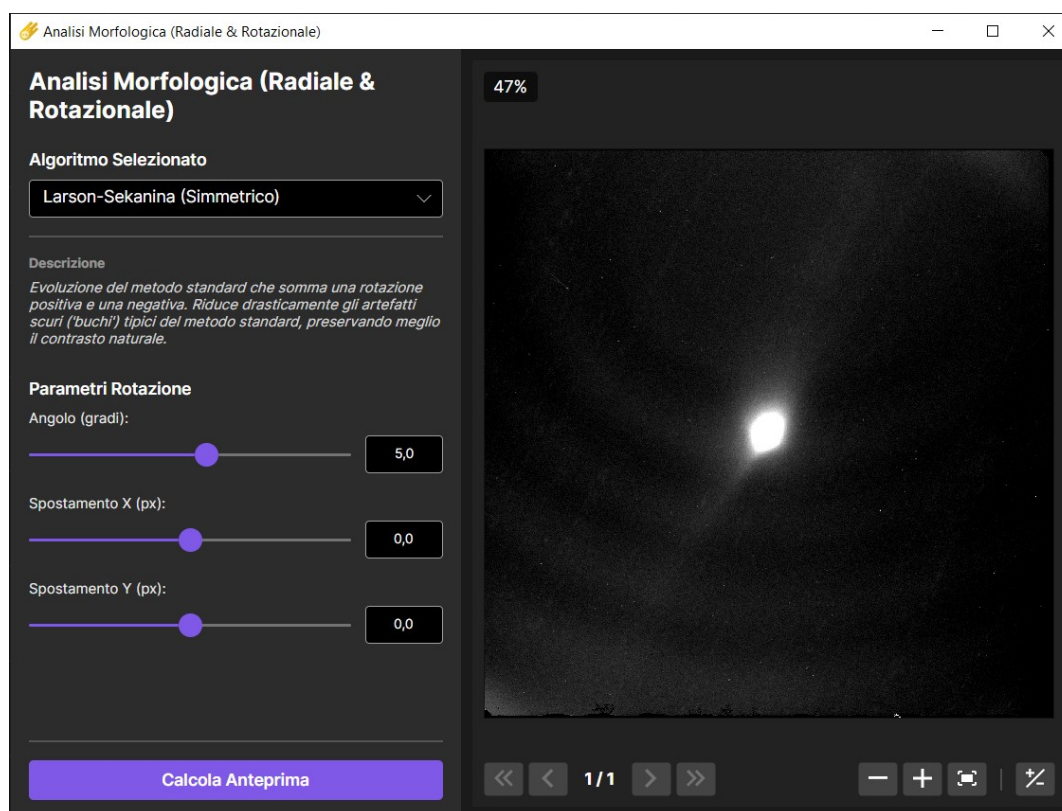 Analisi Morfologica (Radiale & Rotazionale)
Analisi Morfologica (Radiale &
Rotazionale)
Algoritmo Selezionato
Larson-Sekanina (Simmetrico)
Descrizione
Evoluzione del metodo standard che somma una rotazione
positiva e una negativa. Riduce drasticamente gli artefatti
scuri ('buchi') tipici del metodo standard, preservando meglio
il contrasto naturale.
Parametri Rotazione
Angolo (gradi):
5,0
Spostamento X (px):
0,0
Spostamento Y (px):
0,0
Calcola Anteprima
47%
1 / 1